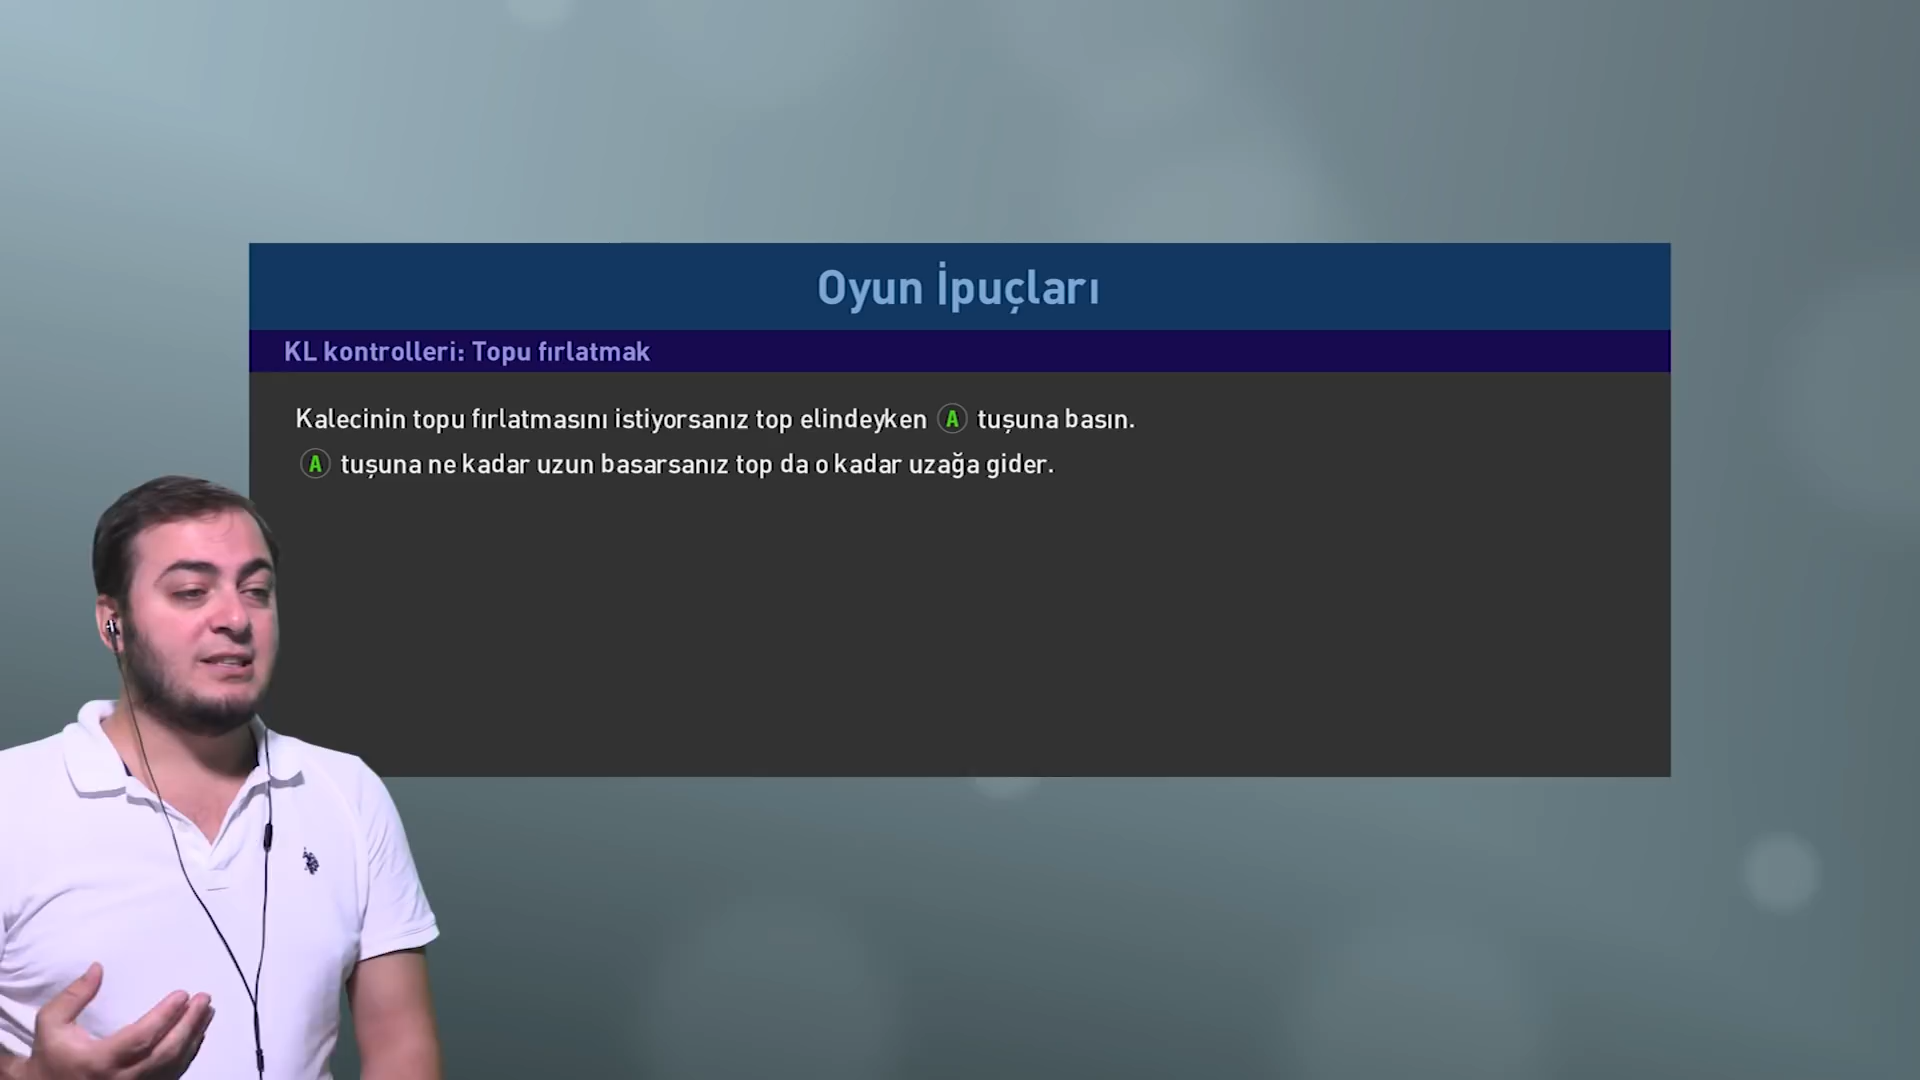 Oyun İpuçları
KL kontrolleri: Topu fırlatmak
Kalecinin topu fırlatmasını istiyorsanız top elindeyken A tuşuna basın.
A tuşuna ne kadar uzun basarsanız top da o kadar uzağa gider.